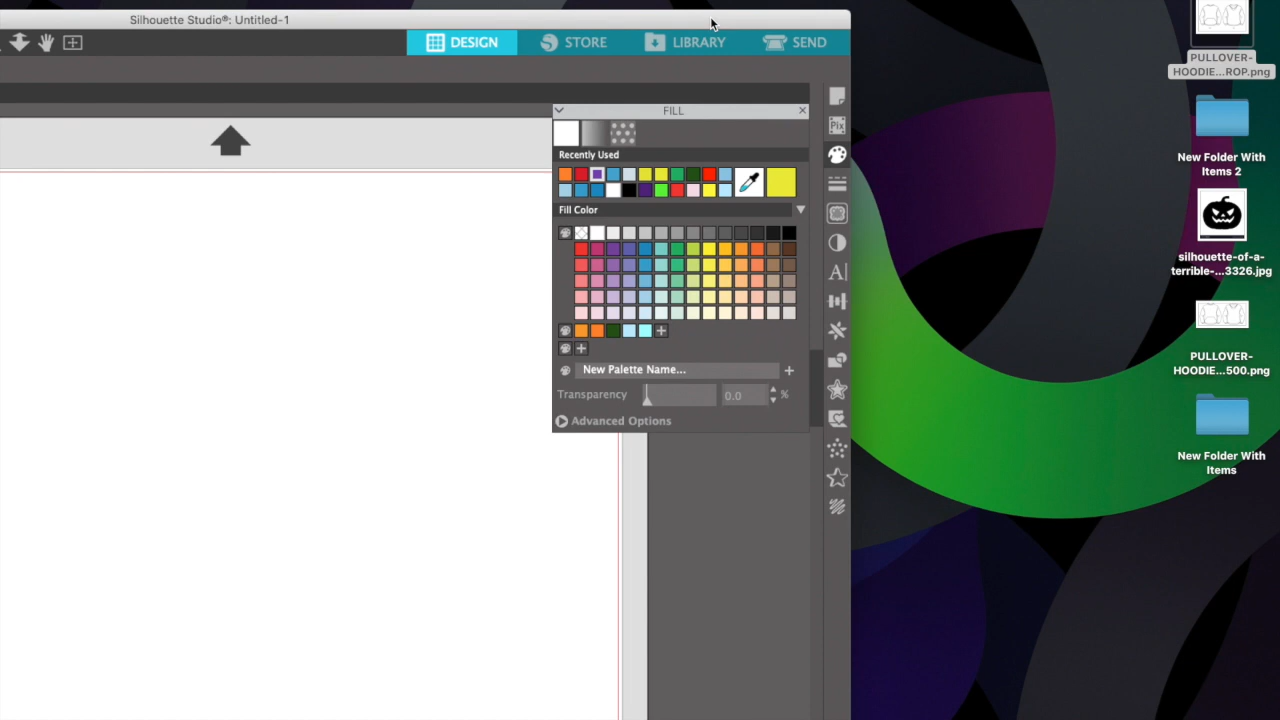 Silhouette Studio®: Untitled-1
DESIGN
STORE
LIBRARY
SEND
FILL
Recently Used
Fill Color
New Palette Name...
Transparency
0.0
%
Advanced Options
Pix
A
PULLOVER-
HOODIE...ROP.png
New Folder With
Items 2
silhouette-of-a-
terrible-...3326.jpg
PULLOVER-
HOODIE...500.png
New Folder With
Items